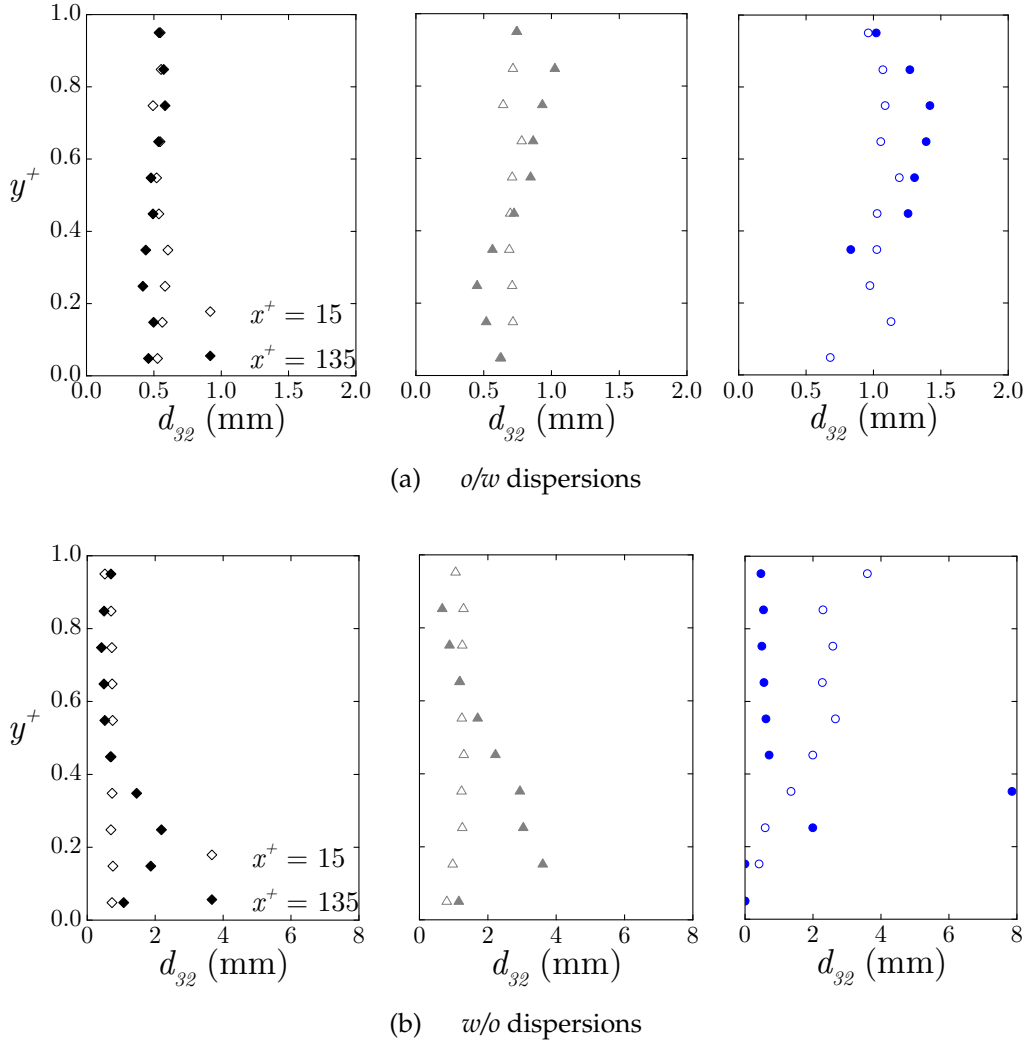 1.0
0.8
0.6
y⁺
0.4
0.2
0.0
x⁺ = 15
x⁺ = 135
0.0 0.5 1.0 1.5 2.0 0.0 0.5 1.0 1.5 2.0 0.0 0.5 1.0 1.5 2.0
d₃₂ (mm) d₃₂ (mm) d₃₂ (mm)
(a) o/w dispersions
1.0
0.8
0.6
y⁺
0.4
0.2
0.0
x⁺ = 15
x⁺ = 135
0 2 4 6 8 0 2 4 6 8 0 2 4 6 8
d₃₂ (mm) d₃₂ (mm) d₃₂ (mm)
(b) w/o dispersions